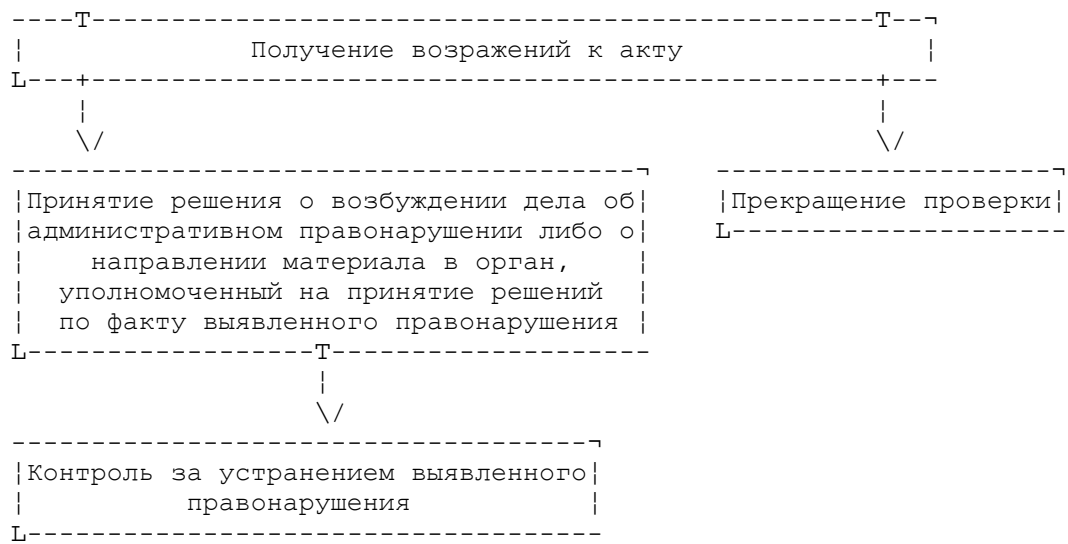 Получение возражений к акту
Принятие решения о возбуждении дела об
административном правонарушении либо о
направлении материала в орган,
уполномоченный на принятие решений
по факту выявленного правонарушения
Прекращение проверки
Контроль за устранением выявленного
правонарушения